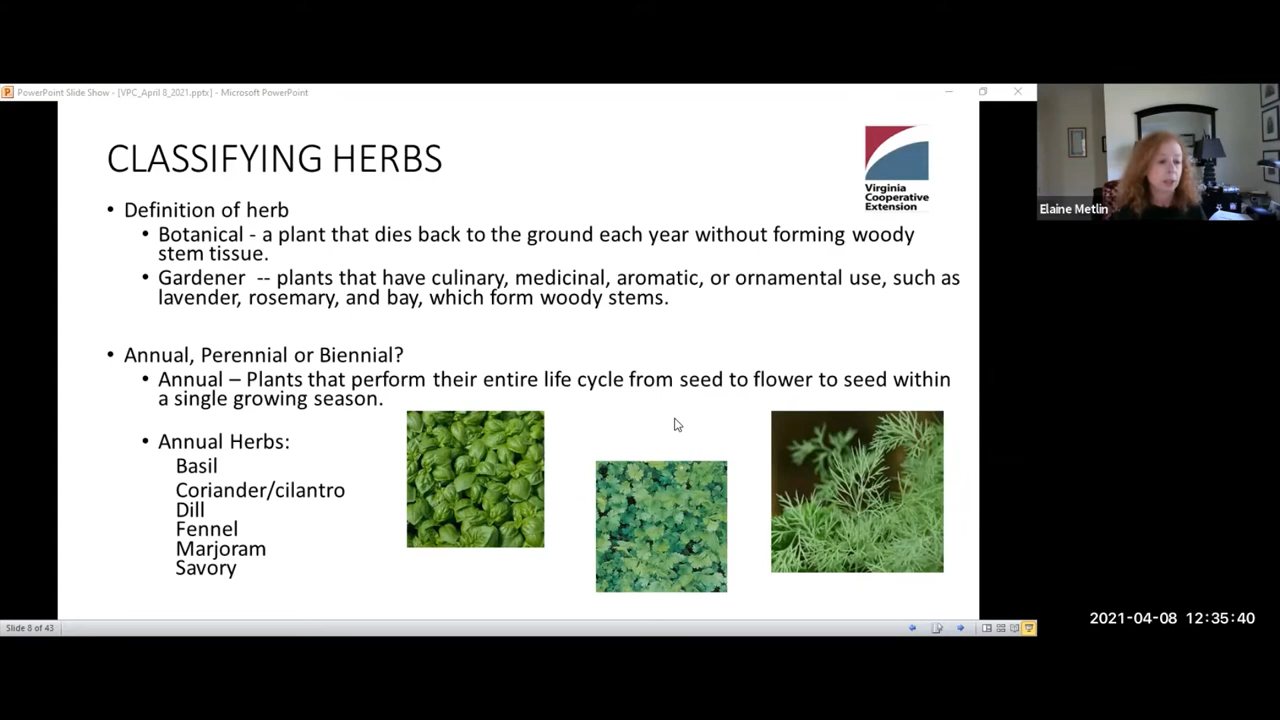 PowerPoint Slide Show - [VPC_April 8_2021.pptx] - Microsoft PowerPoint
CLASSIFYING HERBS
Virginia
Cooperative
Extension
• Definition of herb
• Botanical - a plant that dies back to the ground each year without forming woody
stem tissue.
• Gardener -- plants that have culinary, medicinal, aromatic, or ornamental use, such as
lavender, rosemary, and bay, which form woody stems.
• Annual, Perennial or Biennial?
• Annual – Plants that perform their entire life cycle from seed to flower to seed within
a single growing season.
• Annual Herbs:
Basil
Coriander/cilantro
Dill
Fennel
Marjoram
Savory
Slide 8 of 43
Elaine Metlin
2021-04-08 12:35:40